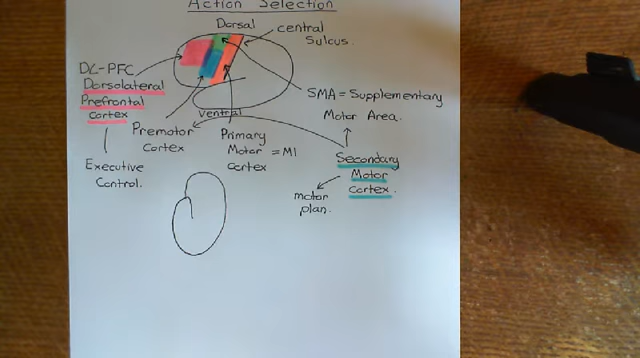 Action Selection
Dorsal
central
Sulcus.
DL-PFC
Dorsolateral
Prefrontal
cortex
Executive
Control.
Ventral
Premotor
Cortex
Primary
Motor = M1
Cortex
SMA = Supplementary
Motor Area.
Secondary
Motor
Cortex.
motor
plan.